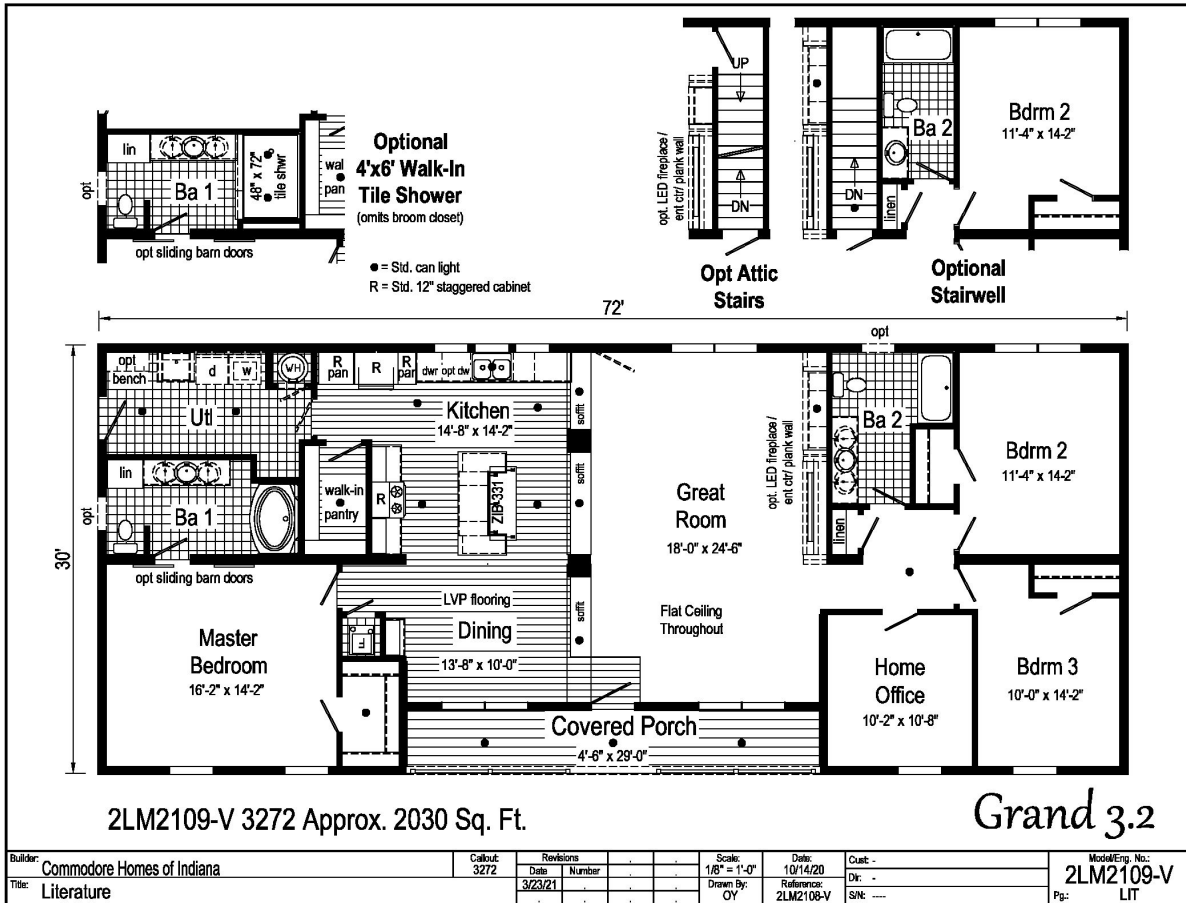 Optional
4'x6' Walk-In
Tile Shower
(omits broom closet)
lin
Ba 1
48" x 72"
tile shwr
wal
pan
opt
opt sliding barn doors
● = Std. can light
R = Std. 12" staggered cabinet
UP
DN
opt. LED fireplace /
ent ctr/ plank wall
Opt Attic
Stairs
DN
linen
Ba 2
Bdrm 2
11'-4" x 14'-2"
Optional
Stairwell
72'
30'
opt
bench
d
w
WH
Utl
R
pan
R
R
pan
dwr
opt dw
Kitchen
14'-8" x 14'-2"
soffit
soffit
soffit
lin
Ba 1
opt
opt sliding barn doors
walk-in
pantry
R
ZIB-331
Great
Room
18'-0" x 24'-6"
Flat Ceiling
Throughout
opt. LED fireplace /
ent ctr/ plank wall
opt
Ba 2
linen
Bdrm 2
11'-4" x 14'-2"
Master
Bedroom
16'-2" x 14'-2"
LVP flooring
Dining
13'-8" x 10'-0"
Covered Porch
4'-6" x 29'-0"
Home
Office
10'-2" x 10'-8"
Bdrm 3
10'-0" x 14'-2"
2LM2109-V 3272 Approx. 2030 Sq. Ft.
Grand 3.2
Builder: Commodore Homes of Indiana
Title: Literature
Callout:
3272
Revisions
Date Number
3/23/21
Scale:
1/8" = 1'-0"
Drawn By:
OY
Date:
10/14/20
Reference:
2LM2108-V
Cust: -
Dir: -
S/N: ----
Model/Eng. No.:
2LM2109-V
Pg.: LIT